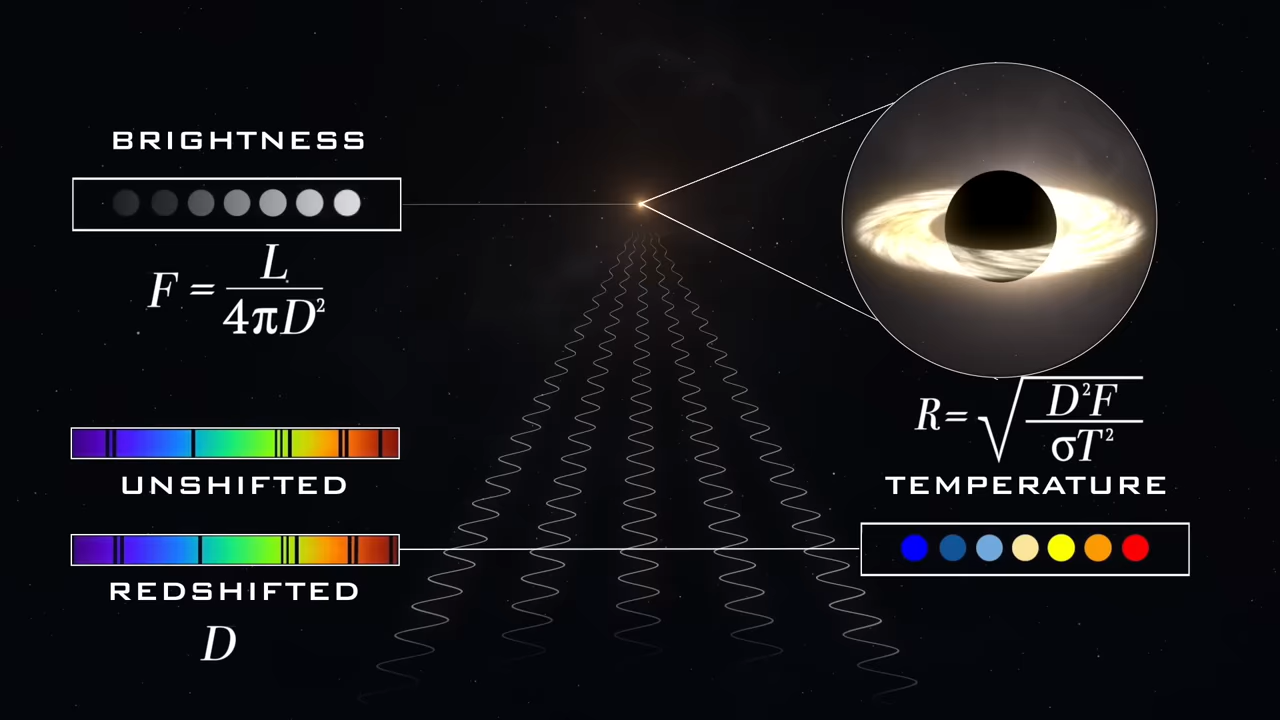 BRIGHTNESS
F = L / 4πD²
UNSHIFTED
REDSHIFTED
D
R= √(D²F / σT²)
TEMPERATURE